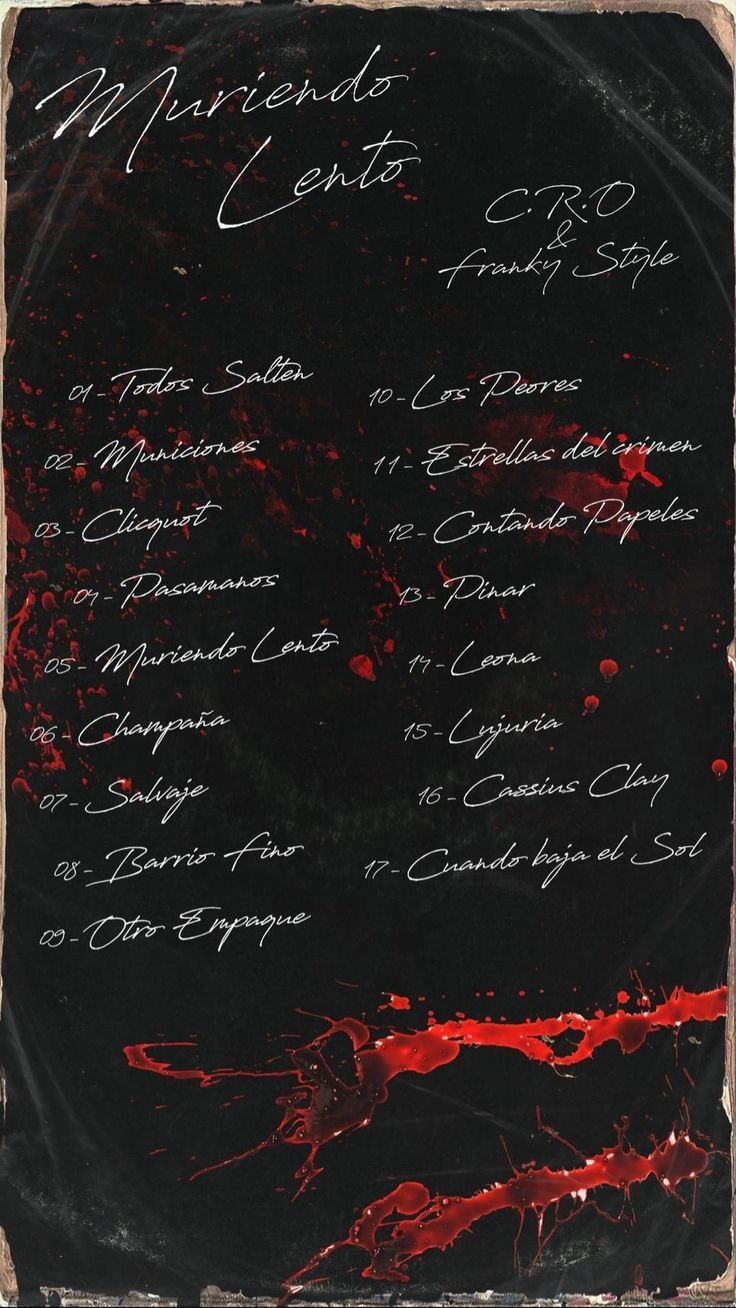 Muriendo
Lento
C.R.O
&
Franky Style
01- Todos Salten
02- Municiones
03- Clicquot
04- Pasamanos
05- Muriendo Lento
06- Champaña
07- Salvaje
08- Barrio fino
09- Otro Empaque
10- Los Peores
11- Estrellas del crimen
12- Contando Papeles
13- Pinar
14- Leona
15- Lujuria
16- Cassius Clay
17- Cuando baja el Sol